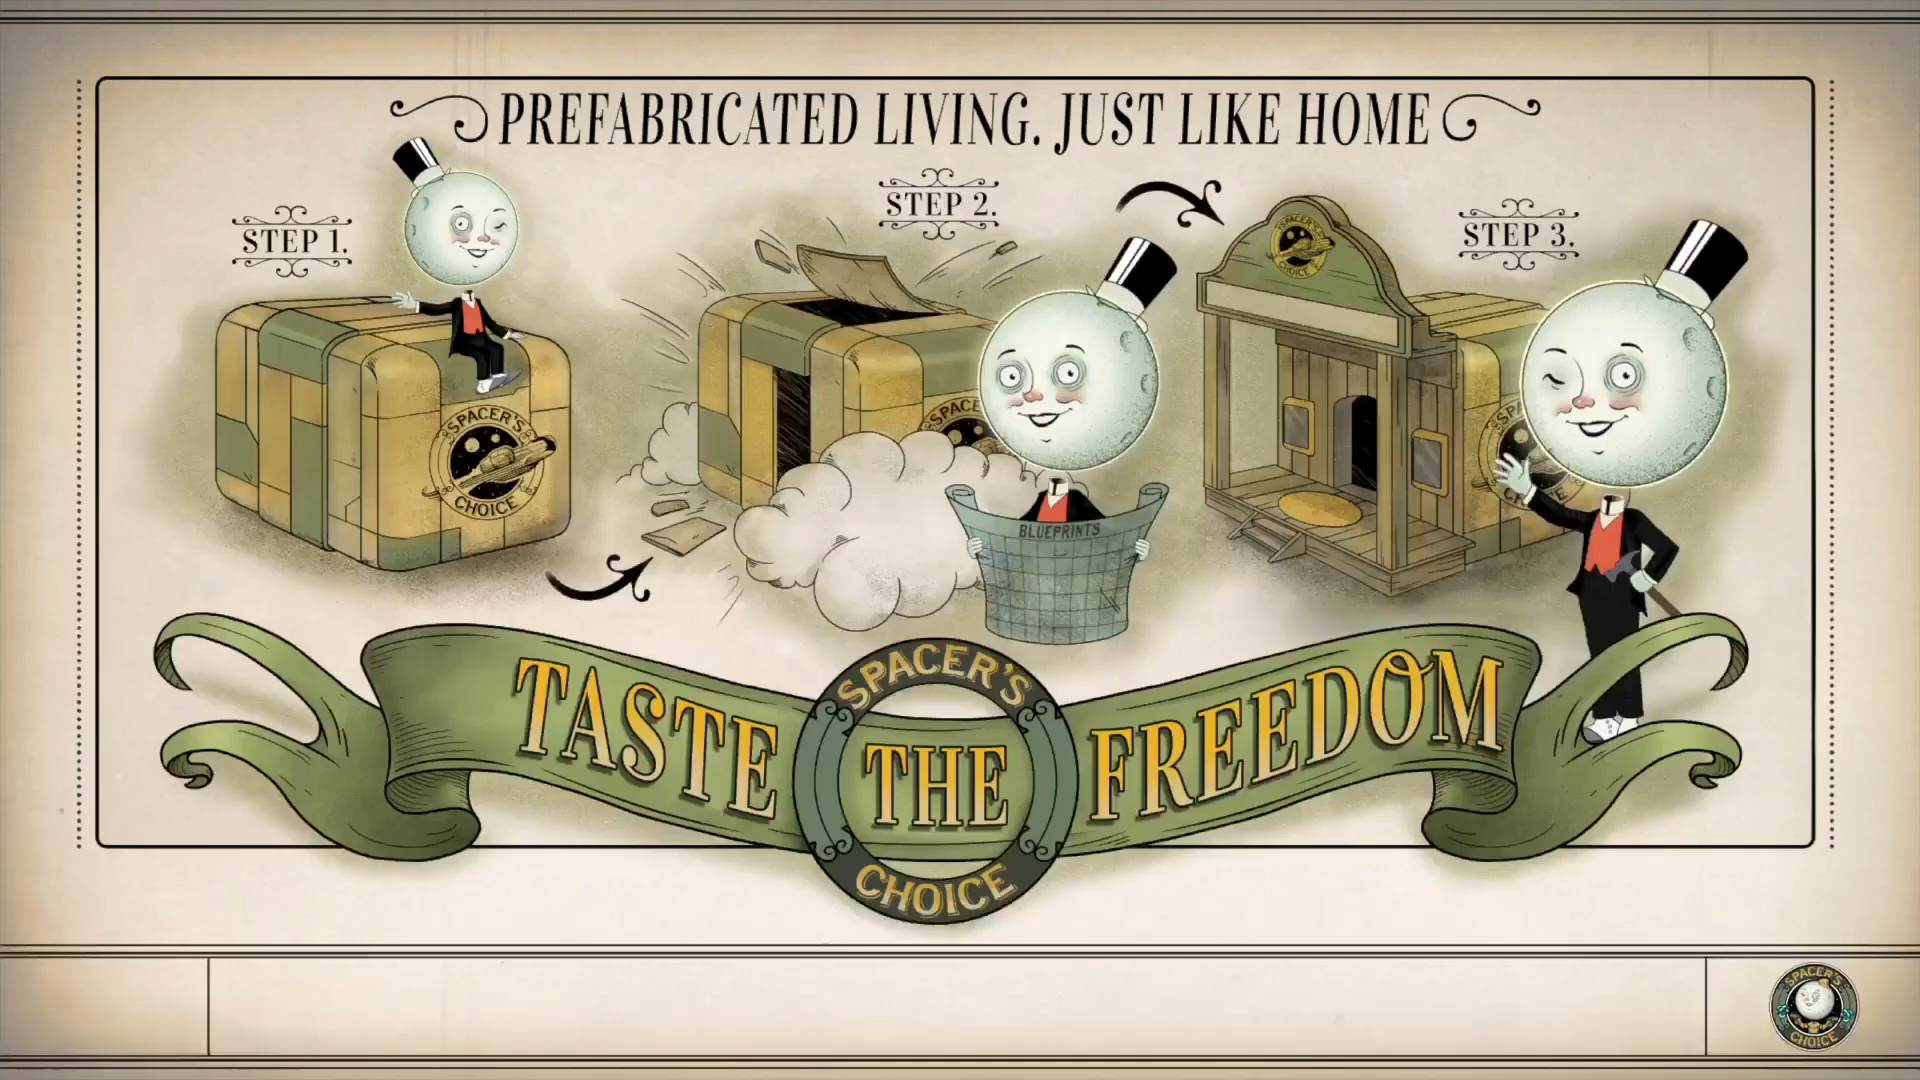 PREFABRICATED LIVING. JUST LIKE HOME
STEP 1.
STEP 2.
STEP 3.
SPACER'S
CHOICE
SPACE
BLUEPRINTS
SPACER'S
CHOICE
TASTE THE FREEDOM
SPACER'S
CHOICE
SPACER'S
CHOICE